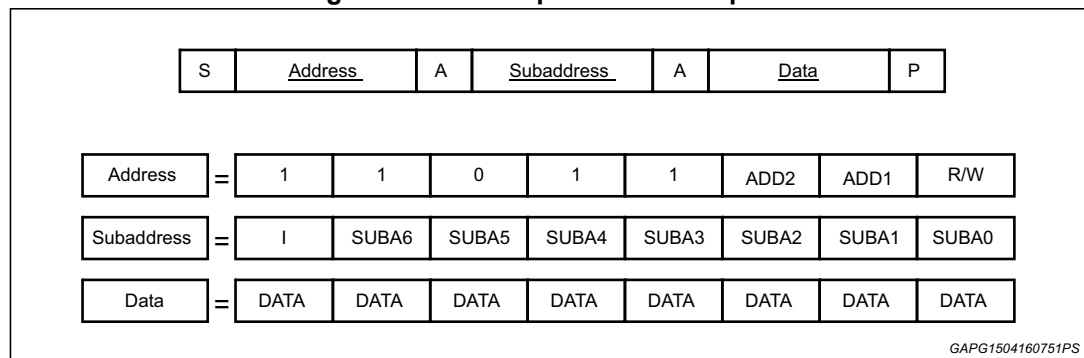 S Address A Subaddress A Data P
Address = 1 1 0 1 1 ADD2 ADD1 R/W
Subaddress = I SUBA6 SUBA5 SUBA4 SUBA3 SUBA2 SUBA1 SUBA0
Data = DATA DATA DATA DATA DATA DATA DATA DATA
GAPG1504160751PS